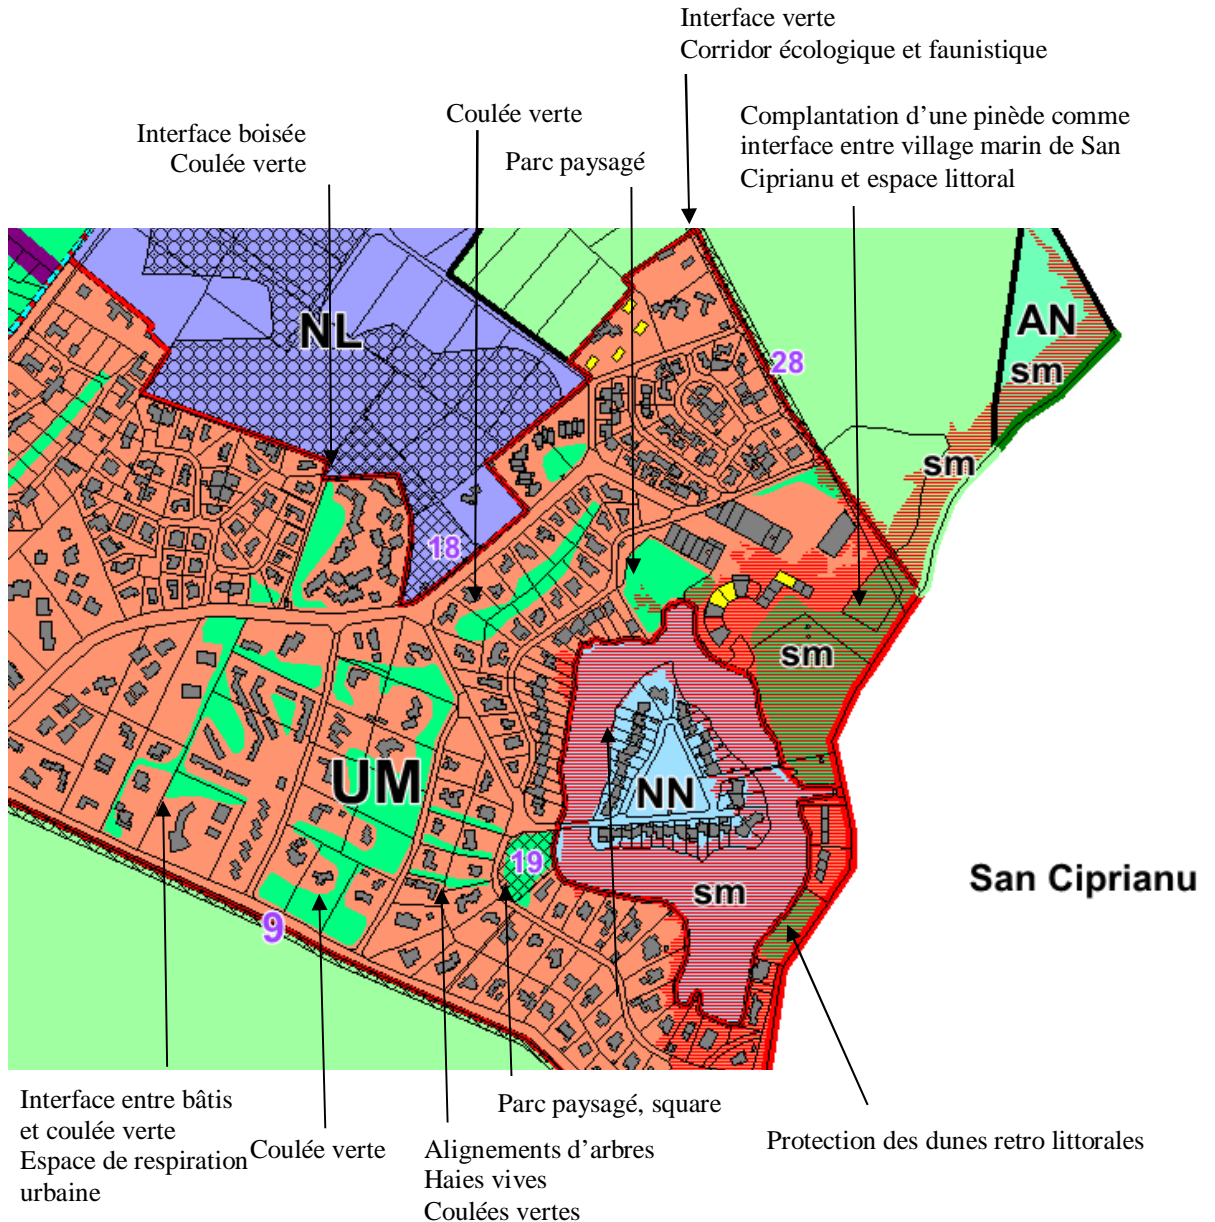 Interface verte
Corridor écologique et faunistique
Coulée verte
Complantation d’une pinède comme
interface entre village marin de San
Ciprianu et espace littoral
Interface boisée
Coulée verte
Parc paysagé
NL
AN
sm
28
sm
18
sm
UM
NN
19
sm
San Ciprianu
9
Interface entre bâtis
et coulée verte
Espace de respiration
urbaine
Coulée verte
Parc paysagé, square
Alignements d’arbres
Haies vives
Coulées vertes
Protection des dunes retro littorales